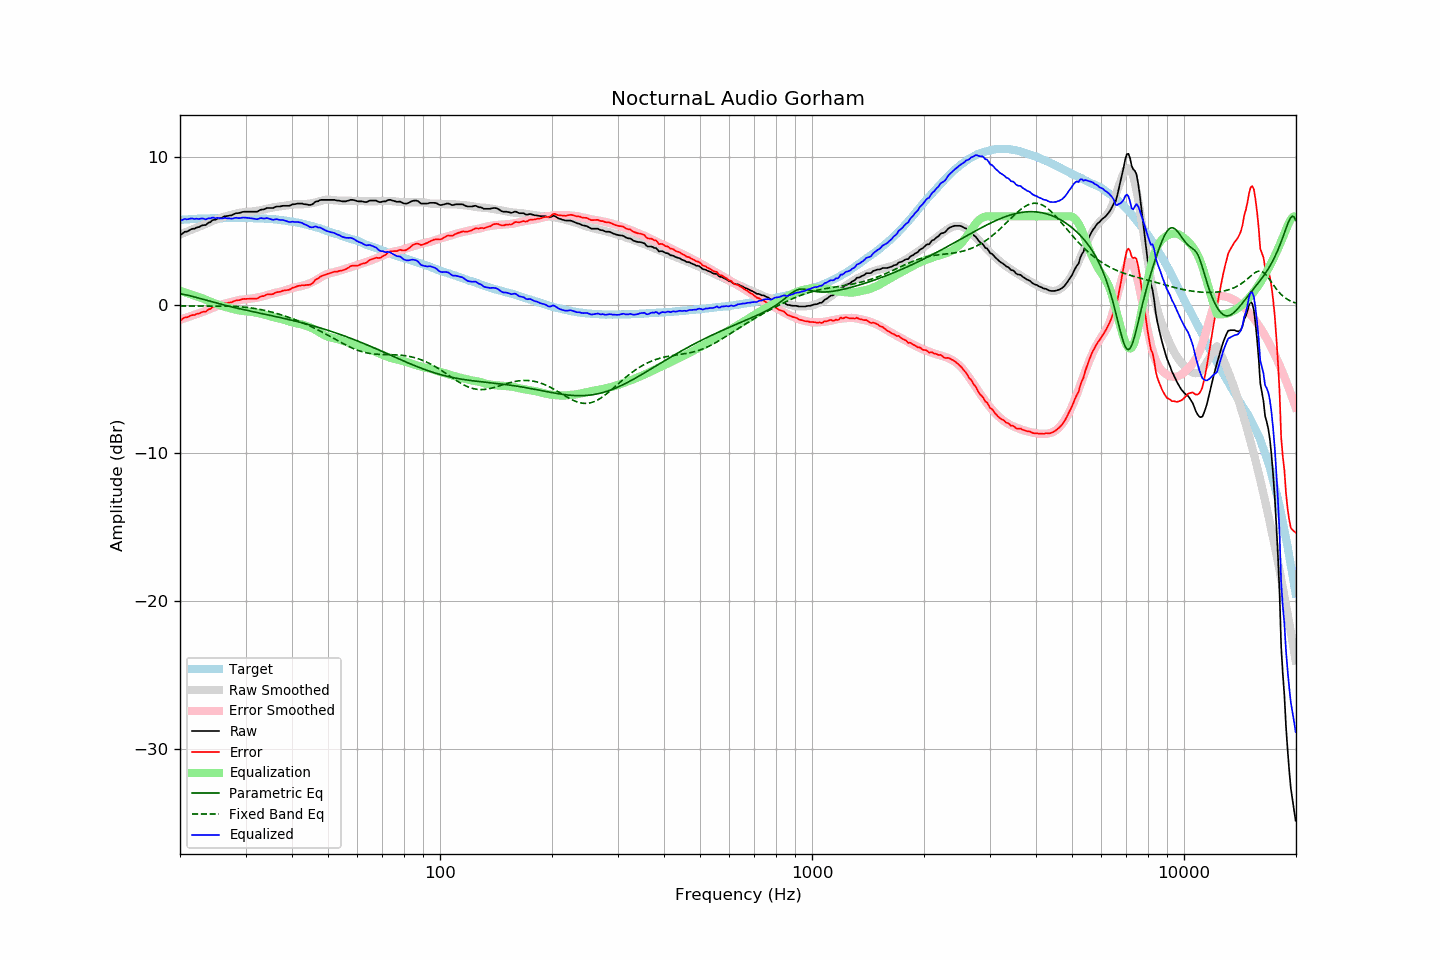 NocturnaL Audio Gorham
Amplitude (dBr)
10
0
−10
−20
−30
Target
Raw Smoothed
Error Smoothed
Raw
Error
Equalization
Parametric Eq
Fixed Band Eq
Equalized
100
1000
10000
Frequency (Hz)